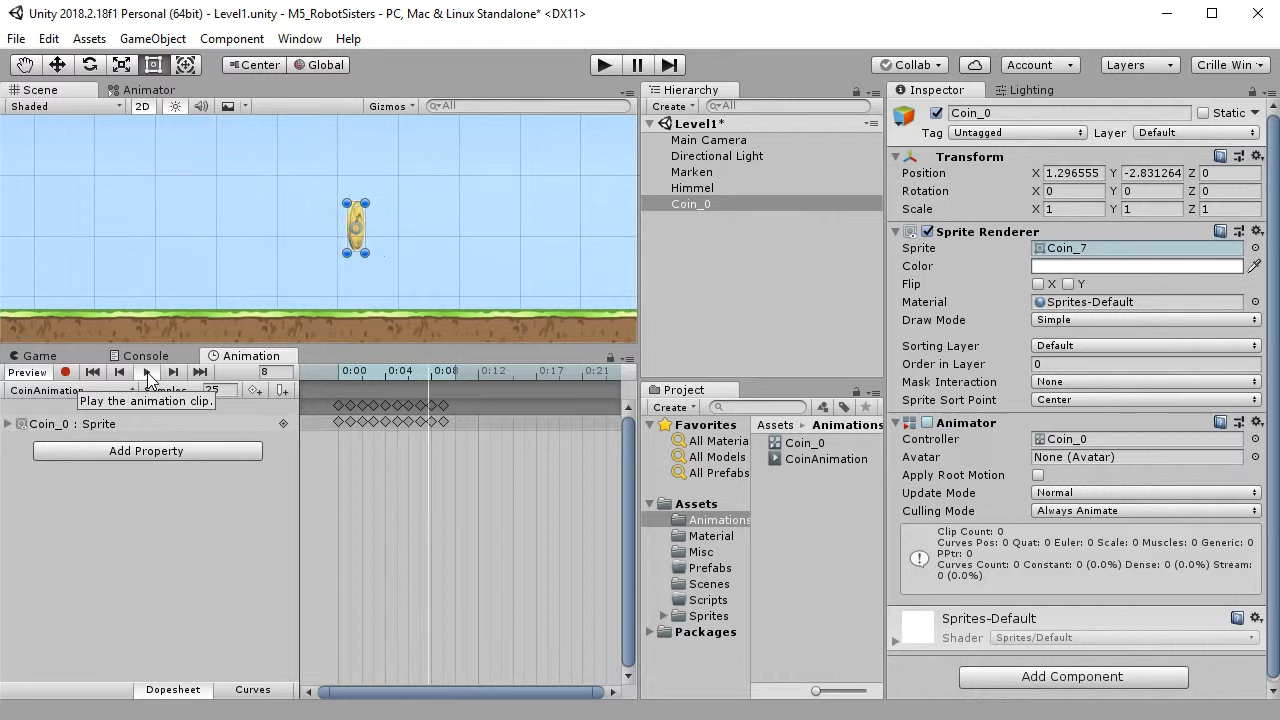 Unity 2018.2.18f1 Personal (64bit) - Level1.unity - M5_RobotSisters - PC, Mac & Linux Standalone* <DX11>
File Edit Assets GameObject Component Window Help
Center Global Collab Account Layers Crille Win
Scene Animator
Shaded 2D Gizmos All
Hierarchy
Create All
Level1*
Main Camera
Directional Light
Marken
Himmel
Coin_0
Inspector Lighting
Coin_0 Static
Tag Untagged Layer Default
Transform
Position X 1.296555 Y -2.831264 Z 0
Rotation X 0 Y 0 Z 0
Scale X 1 Y 1 Z 1
Sprite Renderer
Sprite Coin_7
Color
Flip X Y
Material Sprites-Default
Draw Mode Simple
Sorting Layer Default
Order in Layer 0
Mask Interaction None
Sprite Sort Point Center
Animator
Controller Coin_0
Avatar None (Avatar)
Apply Root Motion
Update Mode Normal
Culling Mode Always Animate
Clip Count: 0
Curves Pos: 0 Quat: 0 Euler: 0 Scale: 0 Muscles: 0 Generic: 0
PPtr: 0
Curves Count: 0 Constant: 0 (0.0%) Dense: 0 (0.0%) Stream:
0 (0.0%)
Sprites-Default
Shader Sprites/Default
Add Component
Game Console Animation
Preview 8 0:00 0:04 0:08 0:12 0:17 0:21
CoinAnimation 25
Play the animation clip.
Coin_0 : Sprite
Add Property
Dopesheet Curves
Project
Create
Favorites
All Materia
All Models
All Prefabs
Assets
Animations
Material
Misc
Prefabs
Scenes
Scripts
Sprites
Packages
Assets Animations
Coin_0
CoinAnimation